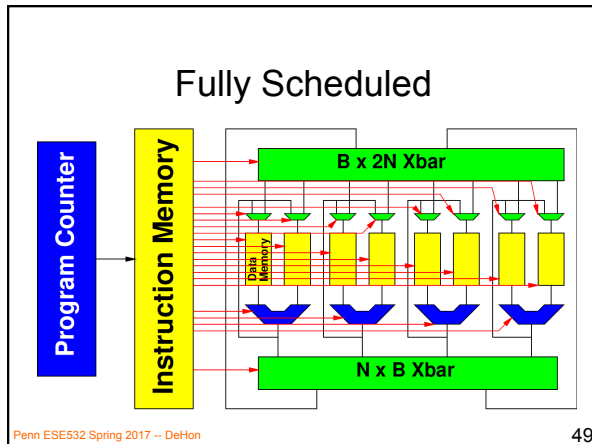 Fully Scheduled
Program Counter
Instruction Memory
B x 2N Xbar
Data
Memory
N x B Xbar
Penn ESE532 Spring 2017 -- DeHon
49